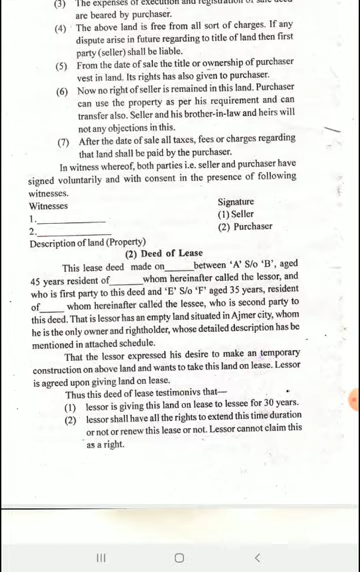 (3) The expenses of execution and registration of sale deed
are beared by purchaser.
(4) The above land is free from all sort of charges. If any
dispute arise in future regarding to title of land then first
party (seller) shall be liable.
(5) From the date of sale the title or ownership of purchaser
vest in land. Its rights has also given to purchaser.
(6) Now no right of seller is remained in this land. Purchaser
can use the property as per his requirement and can
transfer also. Seller and his brother-in-law and heirs will
not any objections in this.
(7) After the date of sale all taxes, fees or charges regarding
that land shall be paid by the purchaser.
In witness whereof, both parties i.e. seller and purchaser have
signed voluntarily and with consent in the presence of following
witnesses.
Witnesses Signature
1.____________ (1) Seller
2.____________ (2) Purchaser
Description of land (Property)
(2) Deed of Lease
This lease deed made on_____between ‘A’ S/o ‘B’, aged
45 years resident of______whom hereinafter called the lessor, and
who is first party to this deed and ‘E’ S/o ‘F’ aged 35 years, resident
of_____ whom hereinafter called the lessee, who is second party to
this deed. That is lessor has an empty land situated in Ajmer city, whom
he is the only owner and rightholder, whose detailed description has be
mentioned in attached schedule.
That the lessor expressed his desire to make an temporary
construction on above land and wants to take this land on lease. Lessor
is agreed upon giving land on lease.
Thus this deed of lease testimonivs that—
(1) lessor is giving this land on lease to lessee for 30 years.
(2) lessor shall have all the rights to extend this time duration
or not or renew this lease or not. Lessor cannot claim this
as a right.